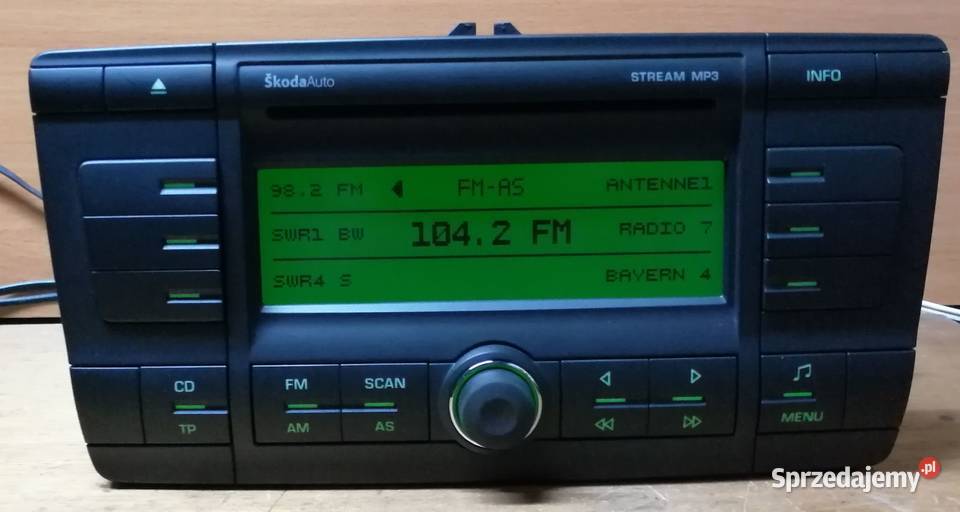 ŠkodaAuto
STREAM MP3
INFO
98.2 FM FM-AS ANTENNE1
SWR1 BW 104.2 FM RADIO 7
SWR4 S BAYERN 4
CD
TP
FM
AM
SCAN
AS
MENU
Sprzedajemy.pl